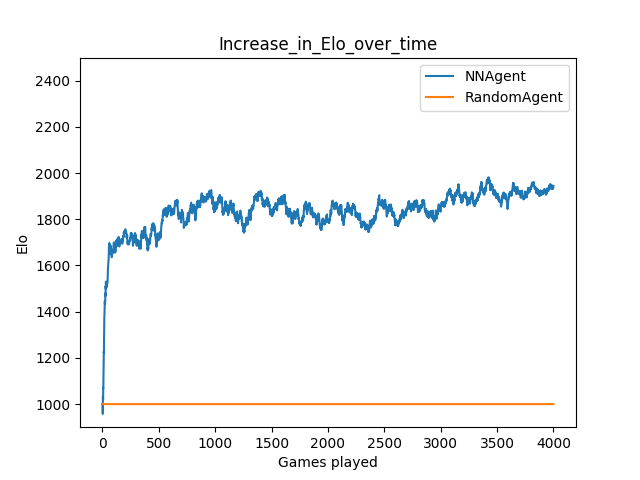 Increase_in_Elo_over_time
NNAgent
RandomAgent
2400
2200
2000
1800
1600
1400
1200
1000
Elo
0 500 1000 1500 2000 2500 3000 3500 4000
Games played